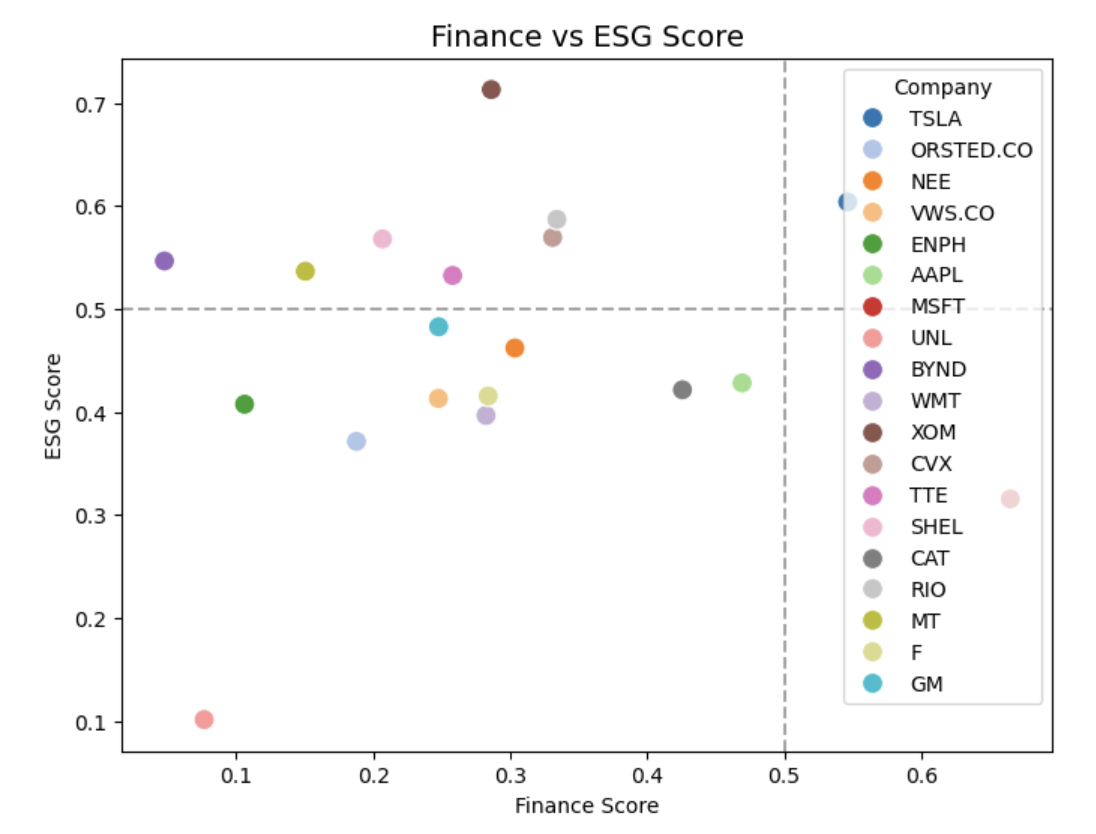 Finance vs ESG Score
Company
TSLA
ORSTED.CO
NEE
VWS.CO
ENPH
AAPL
MSFT
UNL
BYND
WMT
XOM
CVX
TTE
SHEL
CAT
RIO
MT
F
GM
ESG Score
0.7
0.6
0.5
0.4
0.3
0.2
0.1
0.1
0.2
0.3
0.4
0.5
0.6
Finance Score